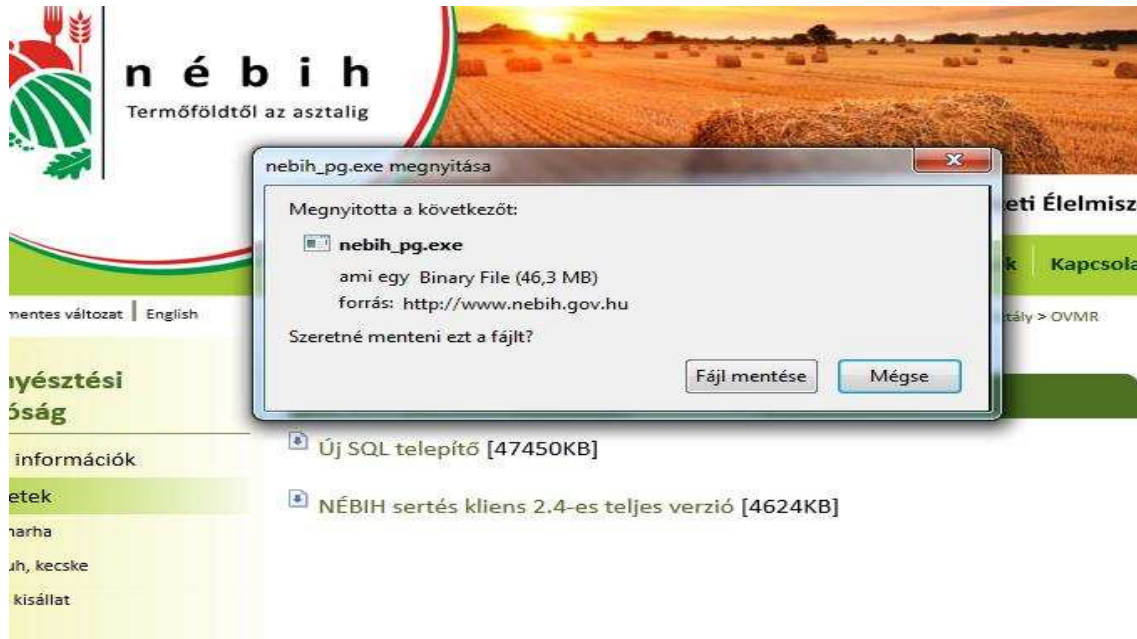 nébih
Termőföldtől az asztalig
nebih_pg.exe megnyitása
Megnyitotta a következőt:
nebih_pg.exe
ami egy Binary File (46,3 MB)
forrás: http://www.nebih.gov.hu
Szeretné menteni ezt a fájlt?
Fájl mentése Mégse
eti Élelmisz
k Kapcsola
mentes változat | English
tály > OVMR
yésztési
óság
információk
etek
narha
uh, kecske
kisállat
Új SQL telepítő [47450KB]
NÉBIH sertés kliens 2.4-es teljes verzió [4624KB]